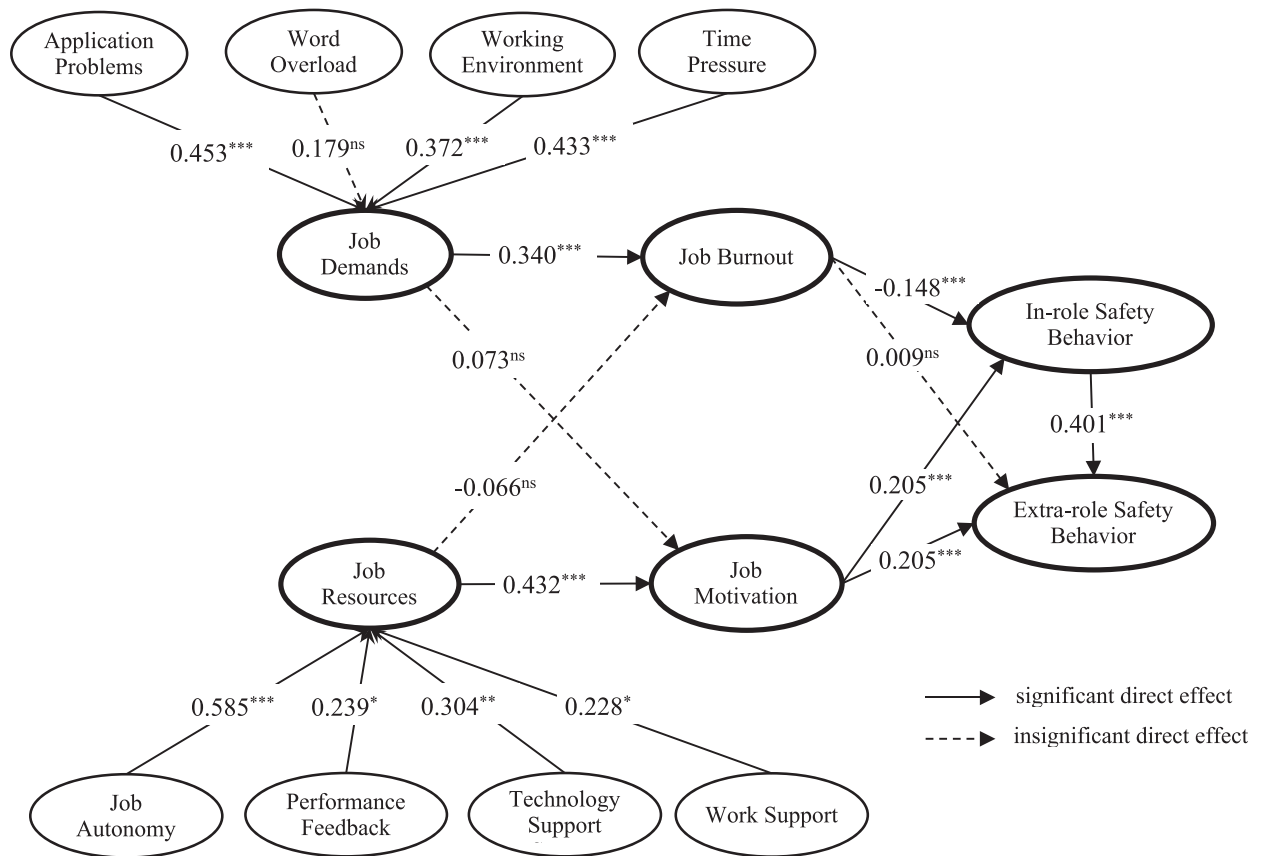 Application
Problems
Word
Overload
Working
Environment
Time
Pressure
0.453***
0.179ns
0.372***
0.433***
Job
Demands
0.340***
Job Burnout
-0.148***
In-role Safety
Behavior
0.073ns
0.009ns
0.401***
-0.066ns
0.205***
Extra-role Safety
Behavior
0.205***
Job
Resources
0.432***
Job
Motivation
0.585***
0.239*
0.304**
0.228*
significant direct effect
insignificant direct effect
Job
Autonomy
Performance
Feedback
Technology
Support
Work Support